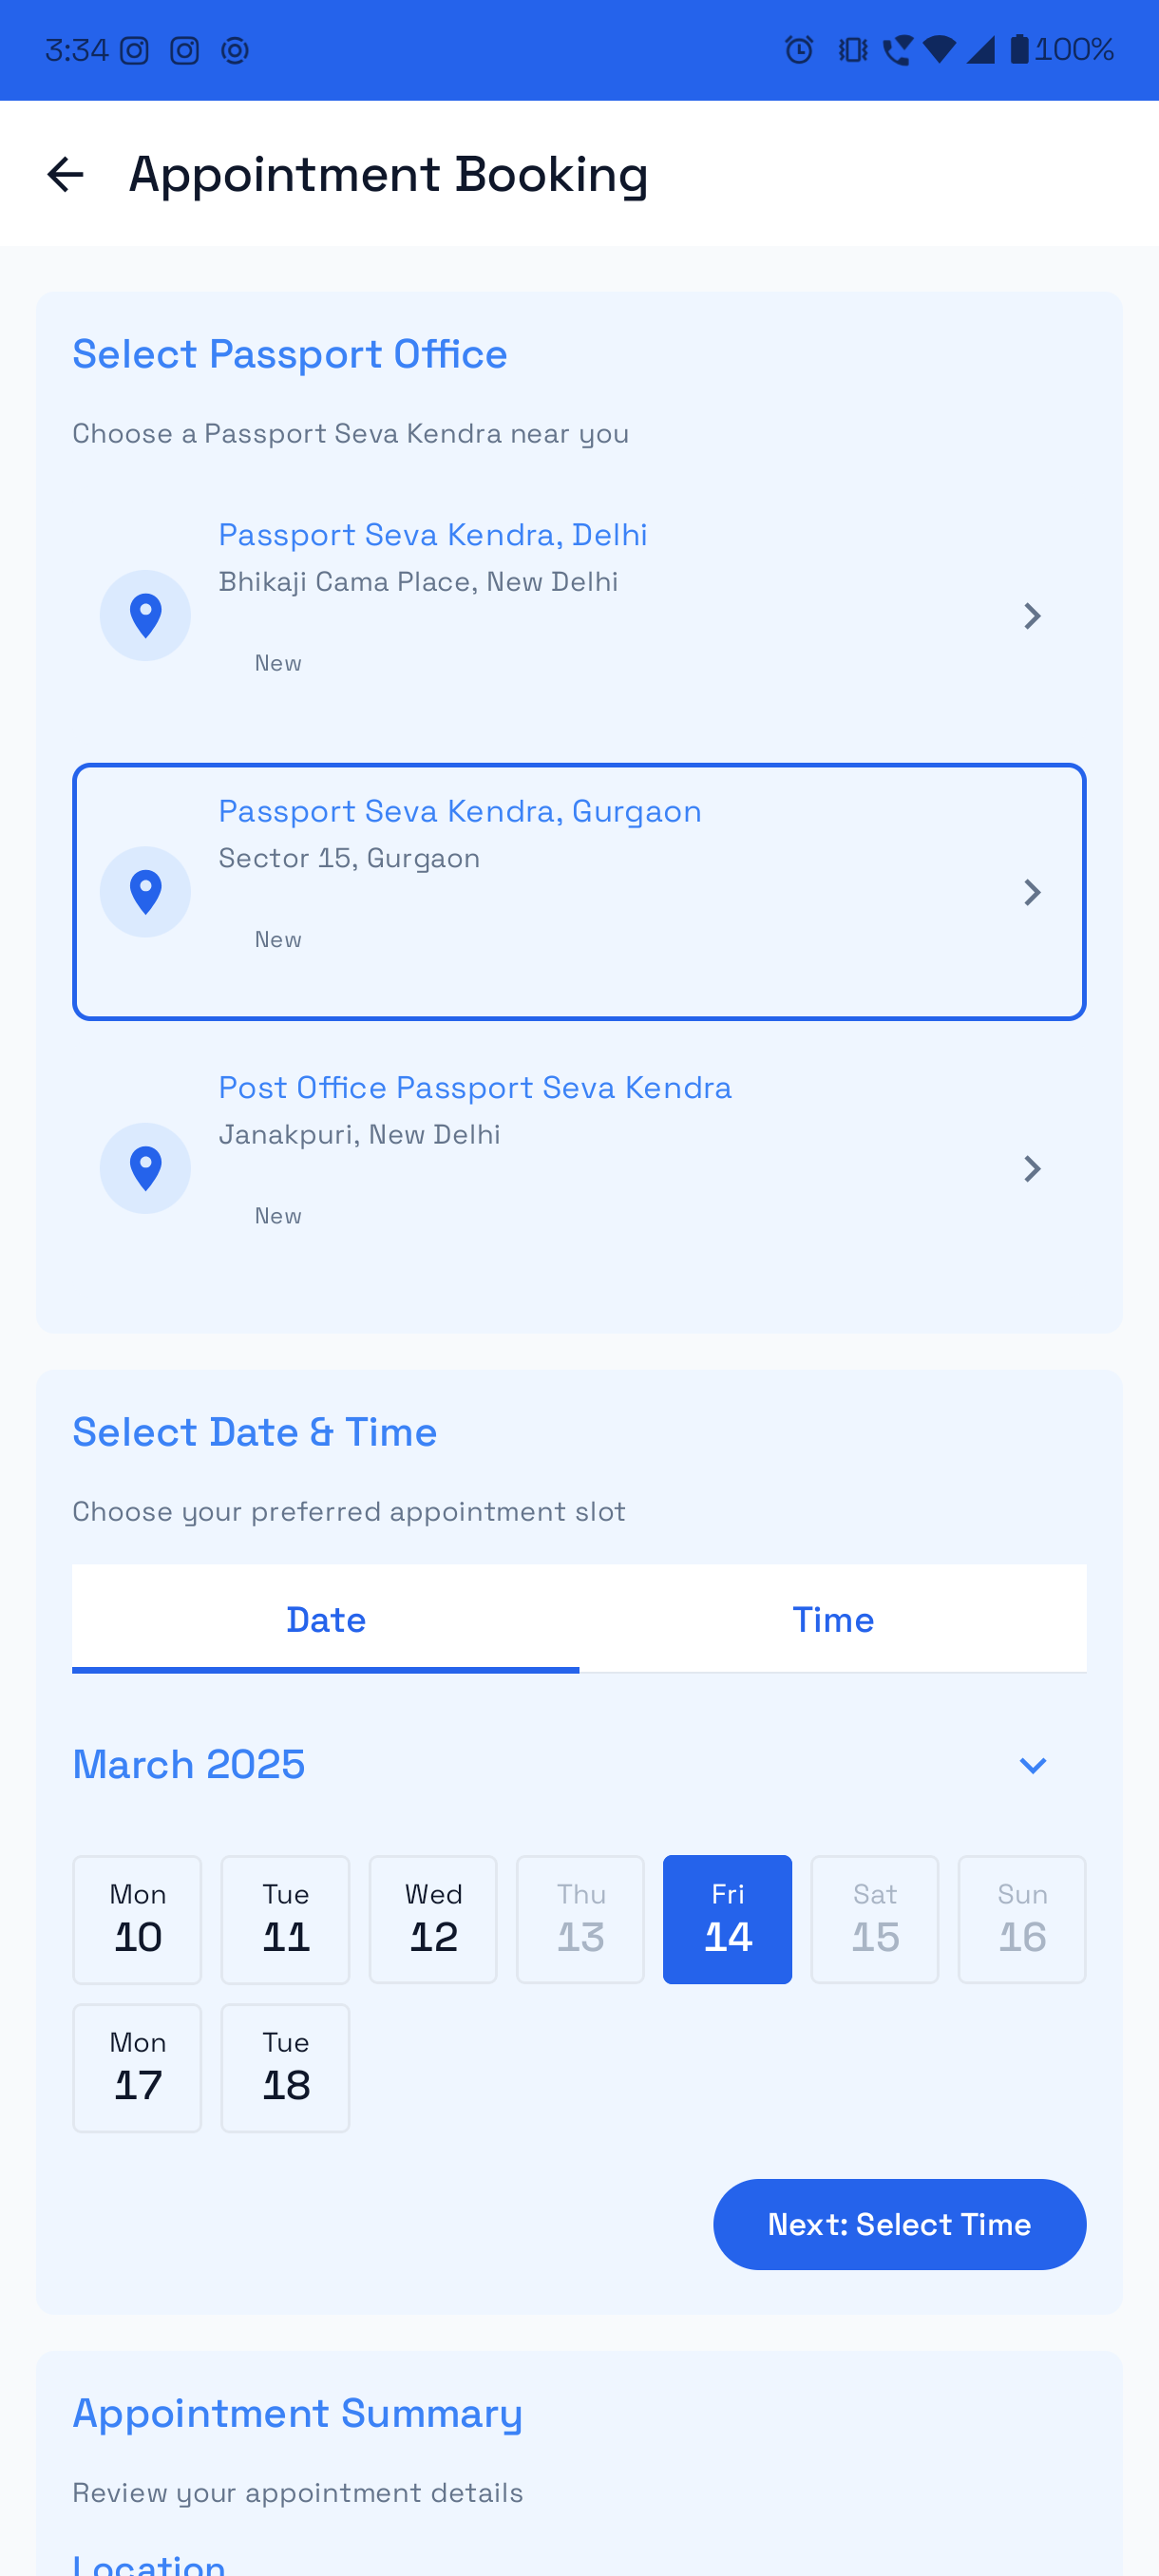 3:34 100%
Appointment Booking
Select Passport Office
Choose a Passport Seva Kendra near you
Passport Seva Kendra, Delhi
Bhikaji Cama Place, New Delhi
New
Passport Seva Kendra, Gurgaon
Sector 15, Gurgaon
New
Post Office Passport Seva Kendra
Janakpuri, New Delhi
New
Select Date & Time
Choose your preferred appointment slot
Date Time
March 2025
Mon Tue Wed Thu Fri Sat Sun
10 11 12 13 14 15 16
Mon Tue
17 18
Next: Select Time
Appointment Summary
Review your appointment details
Location